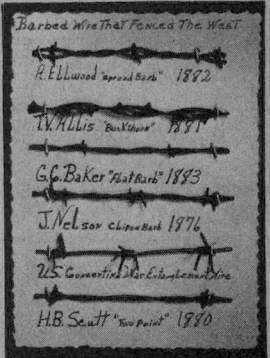 Barbed Wire That Fenced The West
A. Ellwood "Spread Barb" 1882
T.V. Allis "Buckthorn" 1881
G.C. Baker "Flat Barb" 1883
J. Nelson Clip on Barb 1876
U.S. Concertina War Entanglement Wire
H.B. Scutt "Two Point" 1880